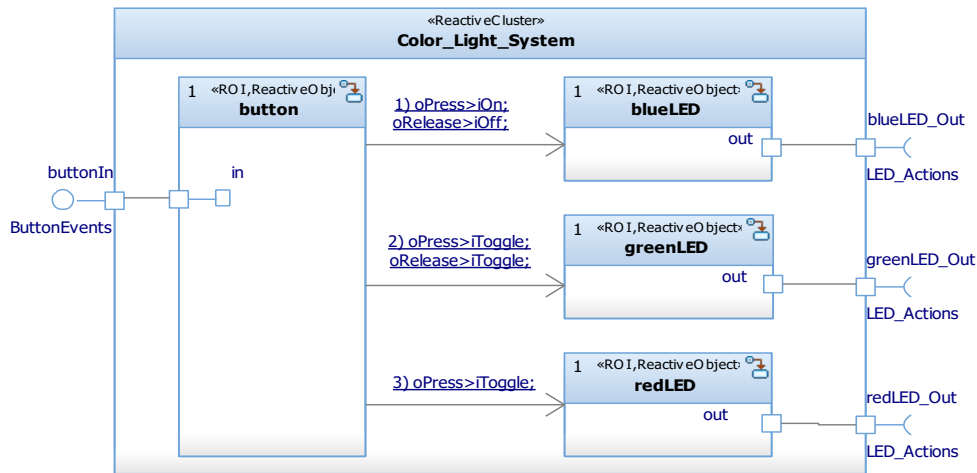 «ReactiveCluster»
Color_Light_System
1 «ROI,ReactiveObje
button
1) oPress>iOn;
oRelease>iOff;
1 «ROI,ReactiveObject»
blueLED
out
blueLED_Out
LED_Actions
buttonIn
in
ButtonEvents
2) oPress>iToggle;
oRelease>iToggle;
1 «ROI,ReactiveObject»
greenLED
out
greenLED_Out
LED_Actions
3) oPress>iToggle;
1 «ROI,ReactiveObject»
redLED
out
redLED_Out
LED_Actions